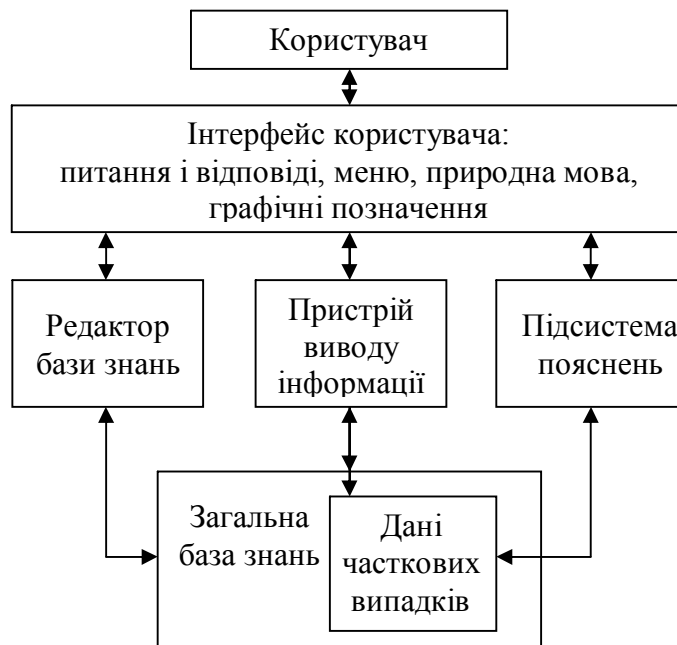 Користувач
Інтерфейс користувача:
питання і відповіді, меню, природна мова,
графічні позначення
Редактор
бази знань
Пристрій
виводу
інформації
Підсистема
пояснень
Загальна
база знань
Дані
часткових
випадків